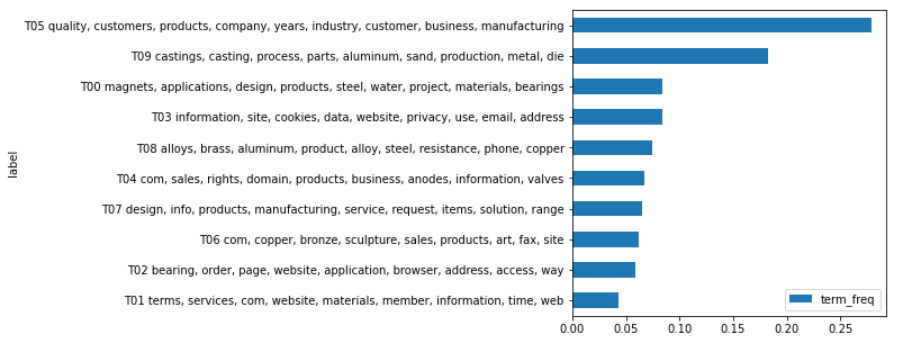 T05 quality, customers, products, company, years, industry, customer, business, manufacturing
T09 castings, casting, process, parts, aluminum, sand, production, metal, die
T00 magnets, applications, design, products, steel, water, project, materials, bearings
T03 information, site, cookies, data, website, privacy, use, email, address
T08 alloys, brass, aluminum, product, alloy, steel, resistance, phone, copper
label
T04 com, sales, rights, domain, products, business, anodes, information, valves
T07 design, info, products, manufacturing, service, request, items, solution, range
T06 com, copper, bronze, sculpture, sales, products, art, fax, site
T02 bearing, order, page, website, application, browser, address, access, way
T01 terms, services, com, website, materials, member, information, time, web
term_freq
0.00 0.05 0.10 0.15 0.20 0.25